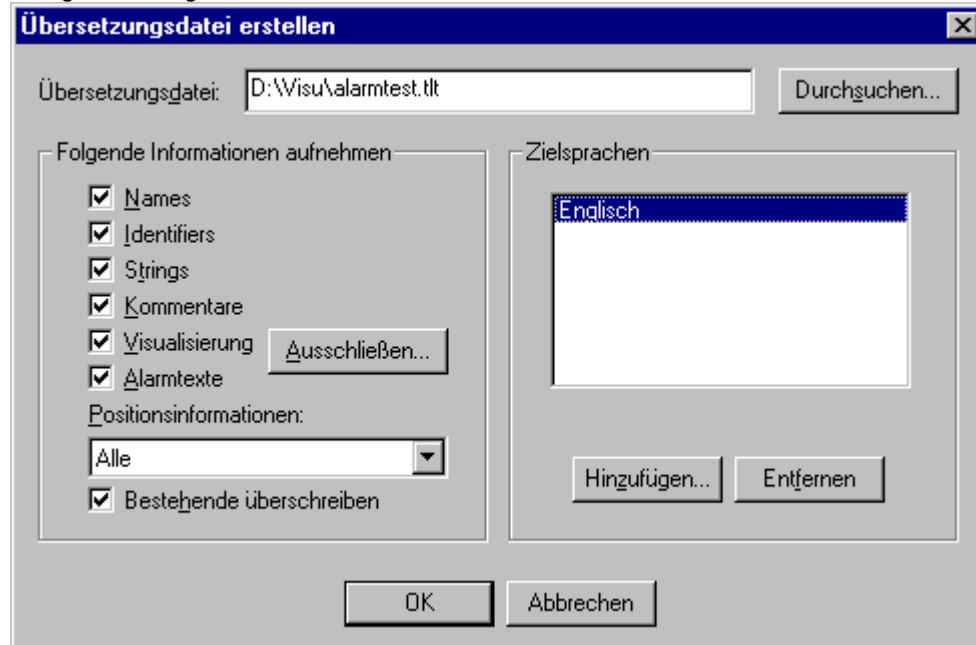 Übersetzungsdatei erstellen
Übersetzungsdatei: D:\Visu\alarmtest.tlt Durchsuchen...
Folgende Informationen aufnehmen
Names
Identifiers
Strings
Kommentare
Visualisierung Ausschließen...
Alarmtexte
Positionsinformationen:
Alle
Bestehende überschreiben
Zielsprachen
Englisch
Hinzufügen... Entfernen
OK Abbrechen